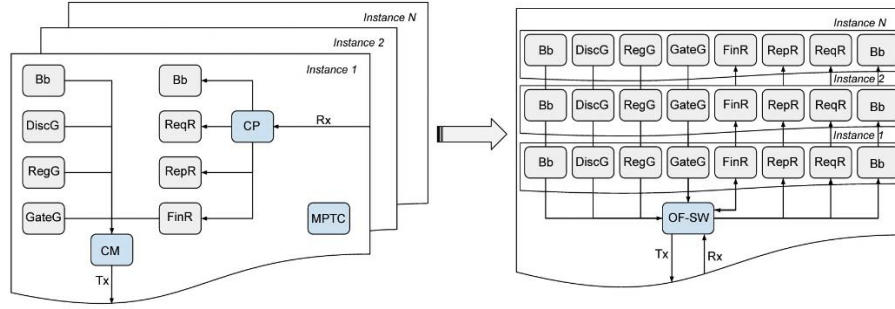 Instance N
Instance 2
Instance 1
Bb
Bb
DiscG
ReqR
CP
Rx
RegG
RepR
GateG
FinR
MPTC
CM
Tx
Instance N
Bb DiscG RegG GateG FinR RepR ReqR Bb
Instance 2
Bb DiscG RegG GateG FinR RepR ReqR Bb
Instance 1
Bb DiscG RegG GateG FinR RepR ReqR Bb
OF-SW
Tx Rx